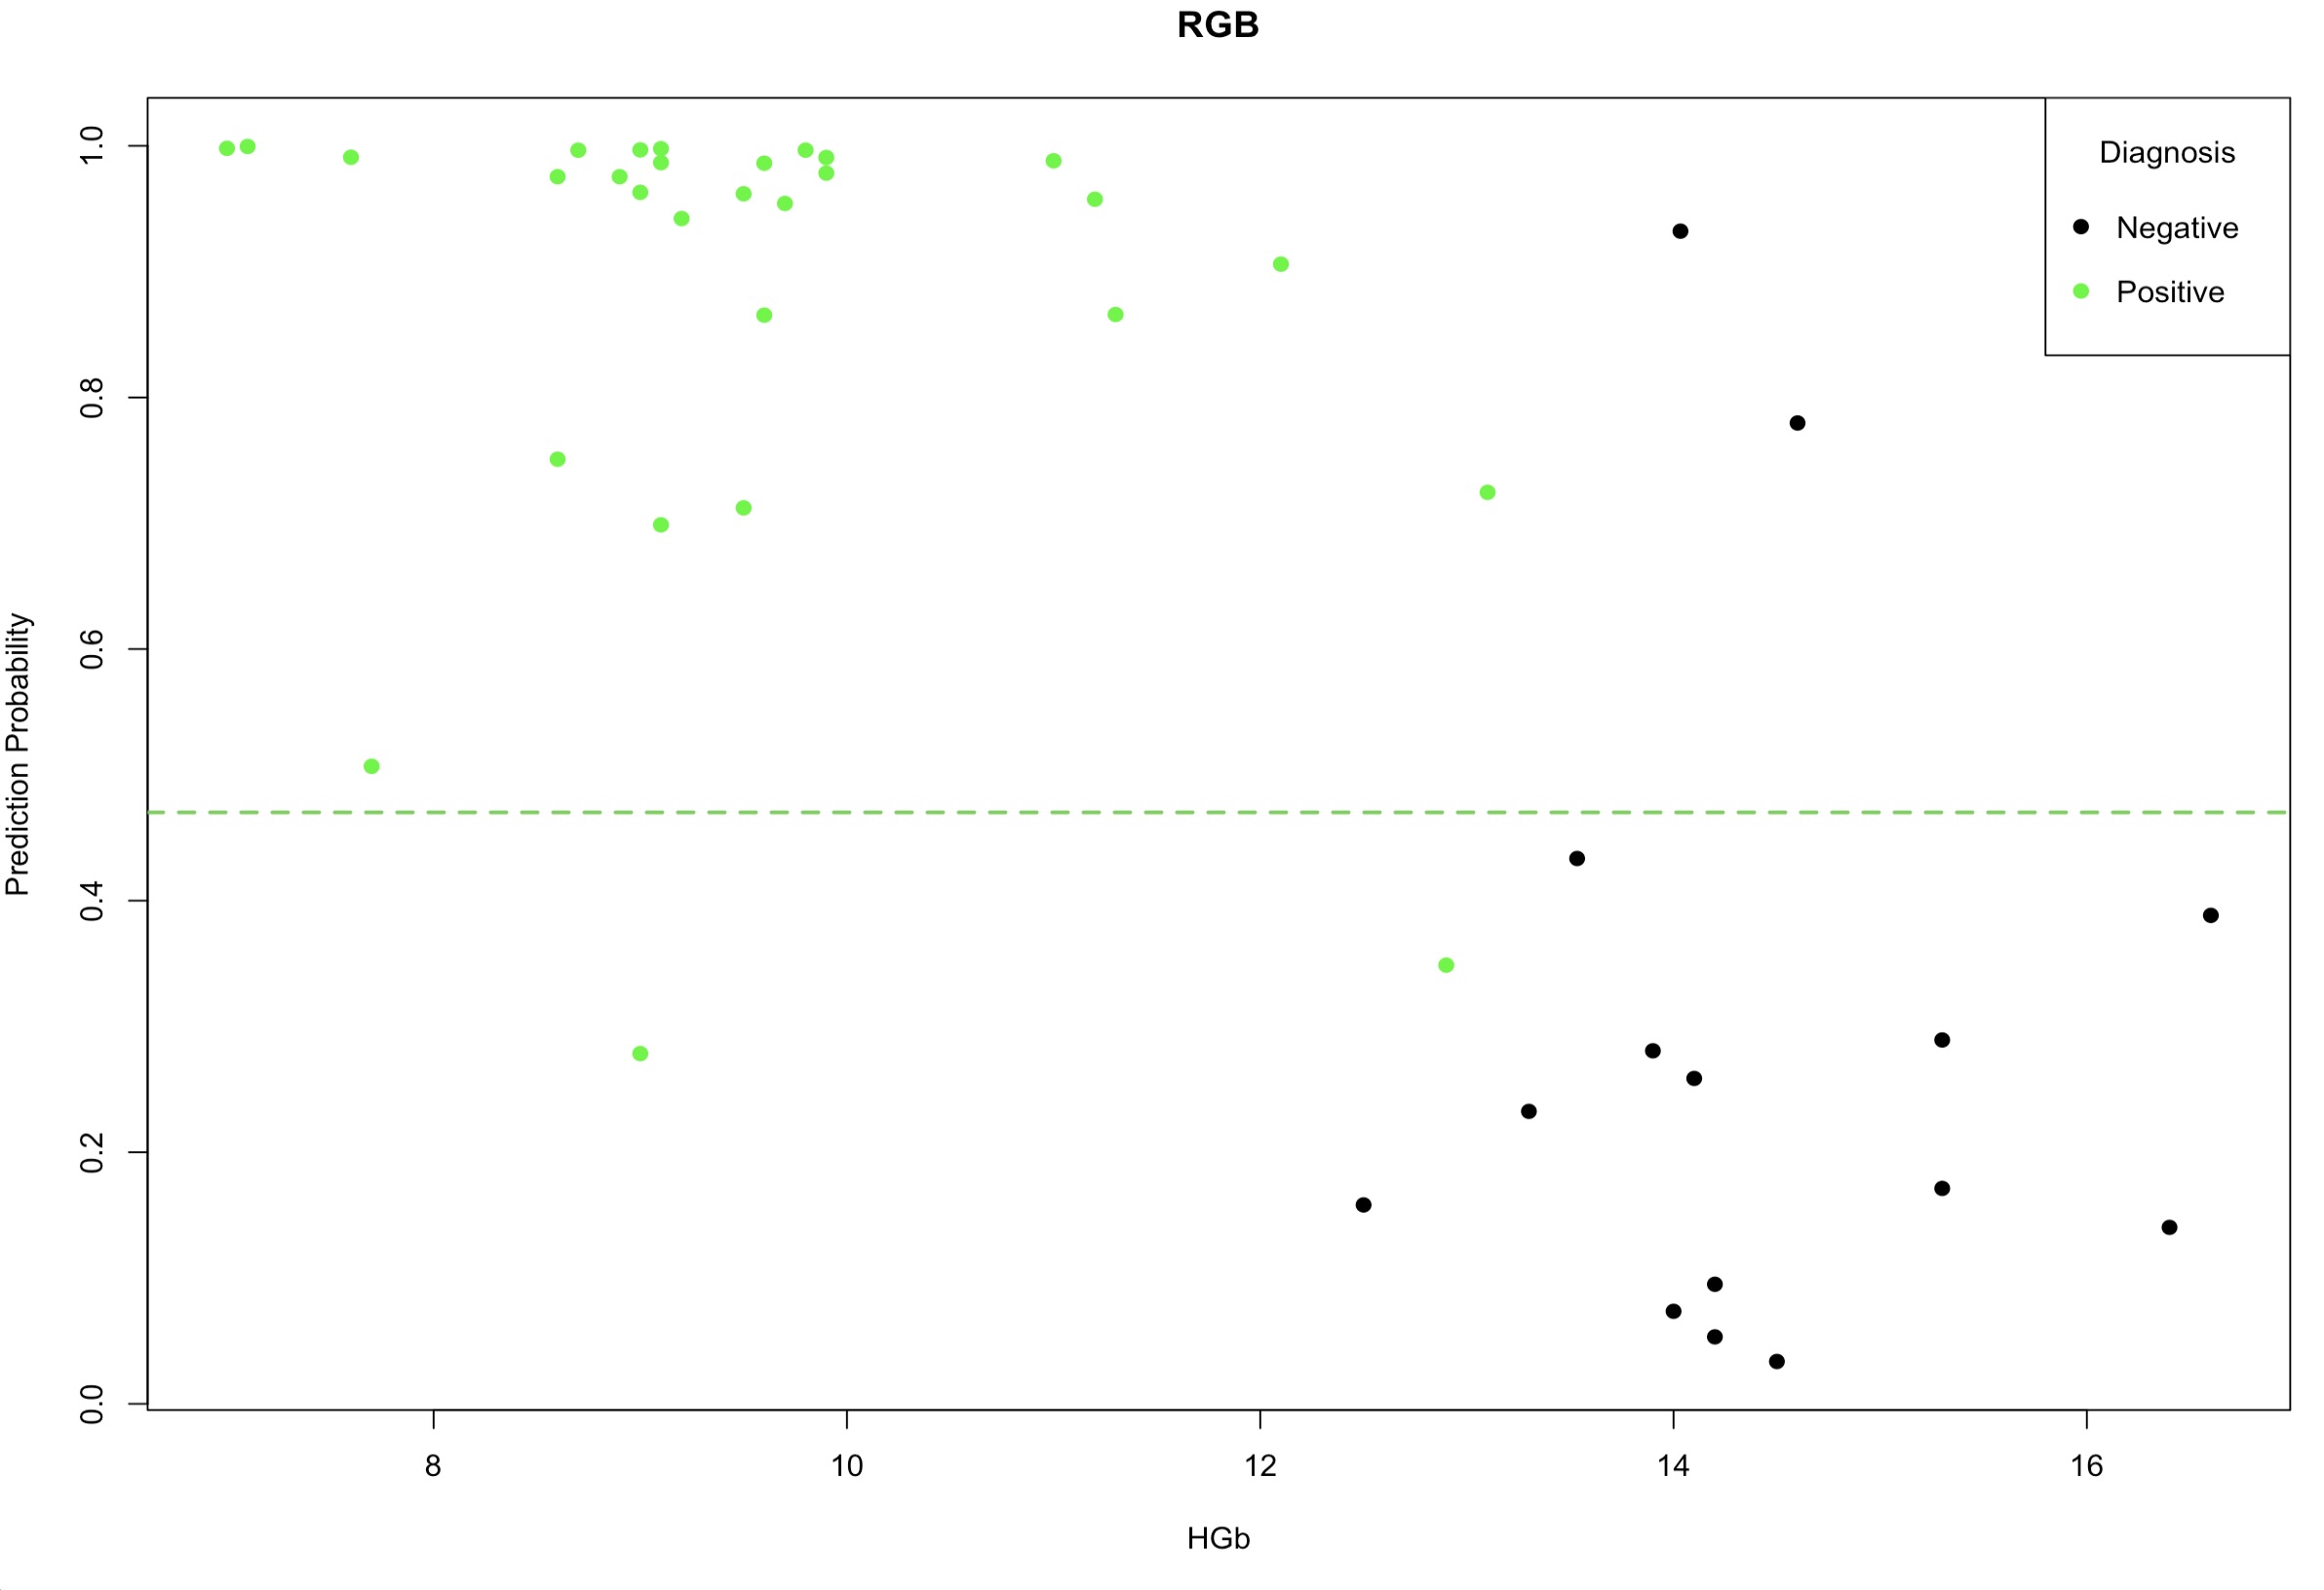 RGB
Diagnosis
Negative
Positive
Prediction Probability
1.0
0.8
0.6
0.4
0.2
0.0
8 10 12 14 16
HGb